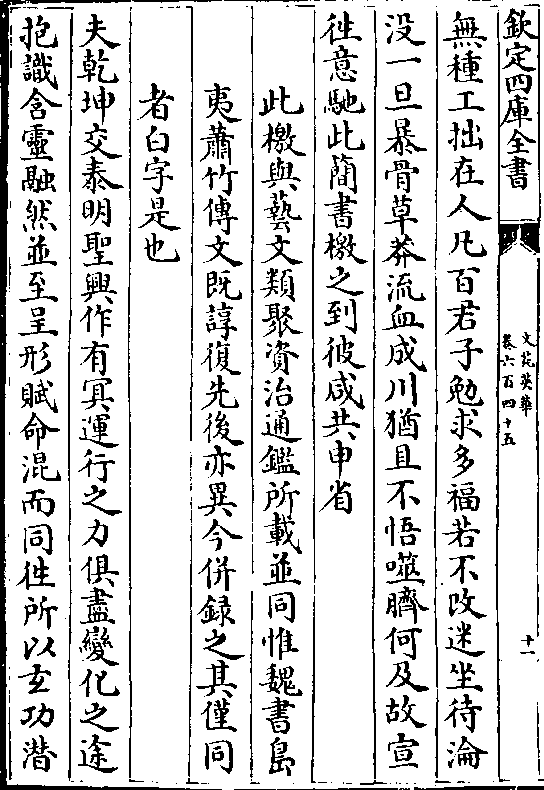 欽定四庫全書
文苑英華
卷六百四十五
十一
無種工拙在人凡百君子勉求多福若不改迷坐待淪
没一旦暴骨草莽流血成川猶且不悟噬臍何及故宣
徃意馳此簡書檄之到彼咸共申省
此檄與藝文類聚資治通鑑所載並同惟魏書島
夷蕭竹傳文既諄復先後亦異今併録之其僅同
者白字是也
夫乾坤交泰明聖興作有冥運行之力俱盡變化之途
抱識含靈融然並至呈形賦命混而同徃所以玄功潛